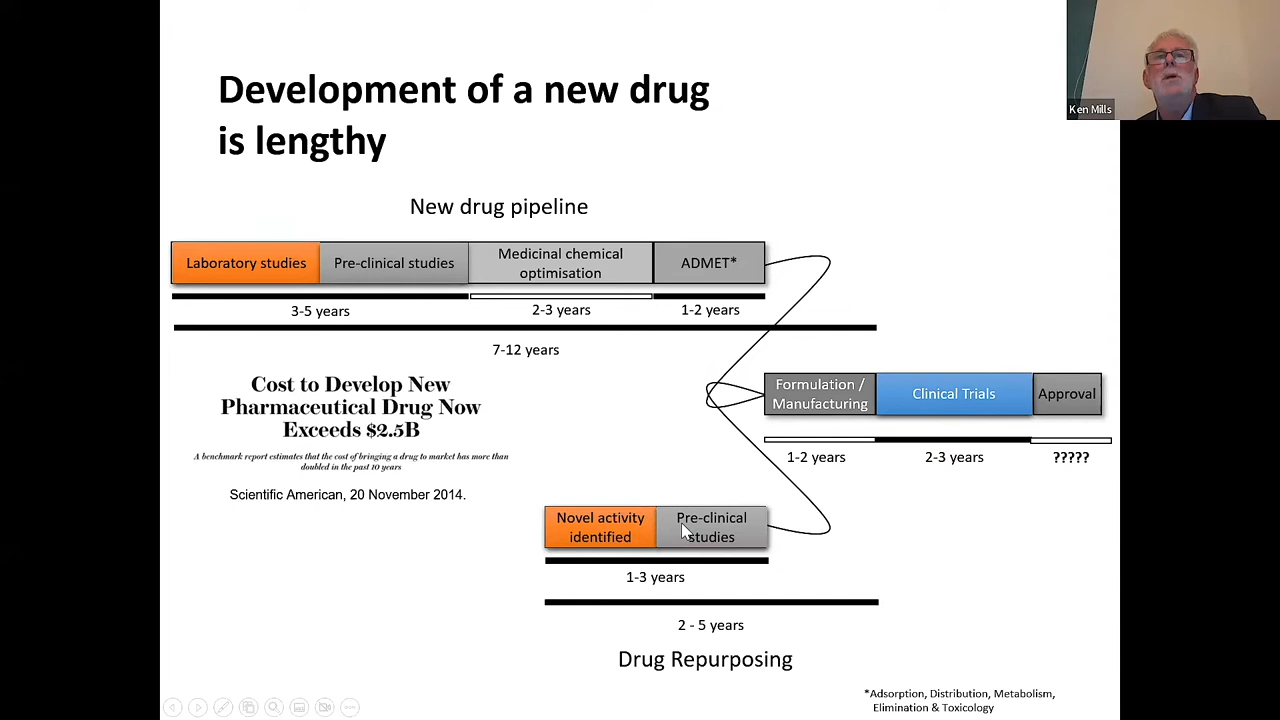 Development of a new drug
is lengthy
Ken Mills
New drug pipeline
Laboratory studies
Pre-clinical studies
Medicinal chemical
optimisation
ADMET*
3-5 years
2-3 years
1-2 years
7-12 years
Cost to Develop New
Pharmaceutical Drug Now
Exceeds $2.5B
A benchmark report estimates that the cost of bringing a drug to market has more than
doubled in the past 10 years
Scientific American, 20 November 2014.
Formulation /
Manufacturing
Clinical Trials
Approval
1-2 years
2-3 years
?????
Novel activity
identified
Pre-clinical
studies
1-3 years
2 - 5 years
Drug Repurposing
*Adsorption, Distribution, Metabolism,
Elimination & Toxicology